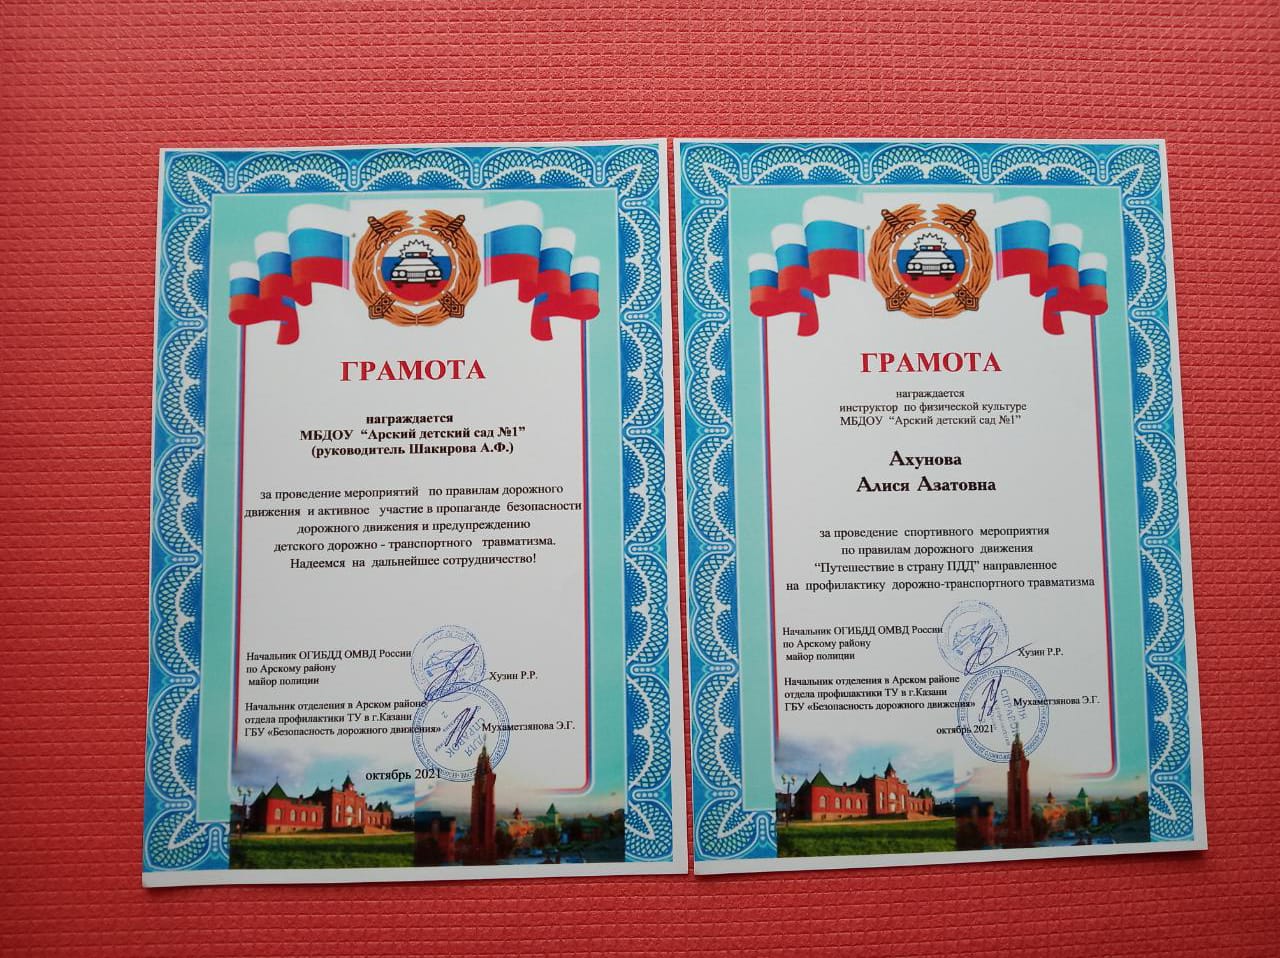 ГРАМОТА
награждается
МБДОУ “Арский детский сад №1”
(руководитель Шакирова А.Ф.)
за проведение мероприятий по правилам дорожного
движения и активное участие в пропаганде безопасности
дорожного движения и предупреждению
детского дорожно - транспортного травматизма.
Надеемся на дальнейшее сотрудничество!
Начальник ОГИБДД ОМВД России
по Арскому району
майор полиции
Хузин Р.Р.
Начальник отделения в Арском районе
отдела профилактики ТУ в г.Казани
ГБУ «Безопасность дорожного движения»
Мухаметзянова Э.Г.
ДЛЯ
СПРАВОК
октябрь 2021
ГРАМОТА
награждается
инструктор по физической культуре
МБДОУ “Арский детский сад №1”
Ахунова
Алися Азатовна
за проведение спортивного мероприятия
по правилам дорожного движения
“Путешествие в страну ПДД” направленное
на профилактику дорожно-транспортного травматизма
Начальник ОГИБДД ОМВД России
по Арскому району
майор полиции
Хузин Р.Р.
Начальник отделения в Арском районе
отдела профилактики ТУ в г.Казани
ГБУ «Безопасность дорожного движения»
Мухаметзянова Э.Г.
ДЛЯ
СПРАВОК
октябрь 2021